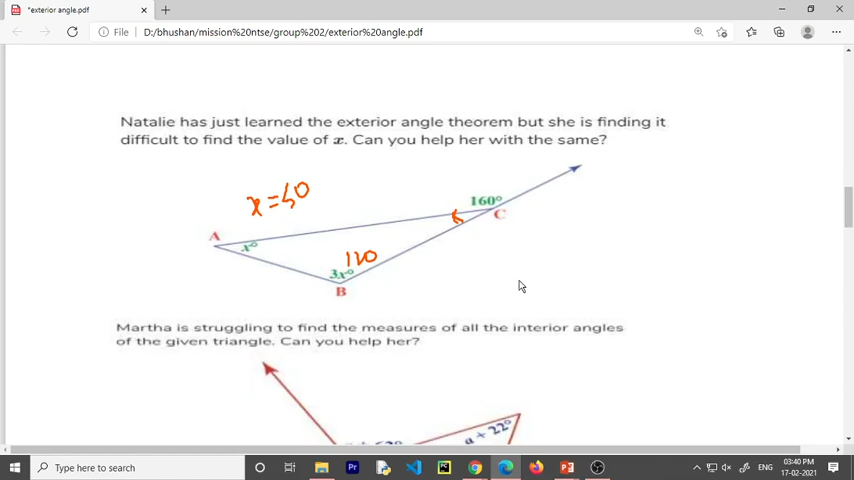 *exterior angle.pdf
File
D:/bhushan/mission%20ntse/group%202/exterior%20angle.pdf
Natalie has just learned the exterior angle theorem but she is finding it
difficult to find the value of x. Can you help her with the same?
x=40
160°
C
A
x°
120
3x°
B
Martha is struggling to find the measures of all the interior angles
of the given triangle. Can you help her?
a + 22°
Type here to search
ENG
03:40 PM
17-02-2021